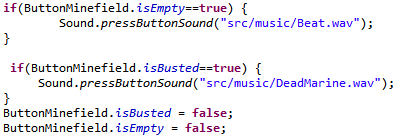 if(ButtonMinefield.isEmpty==true) {
Sound.pressButtonSound("src/music/Beat.wav");
}
if(ButtonMinefield.isBusted==true) {
Sound.pressButtonSound("src/music/DeadMarine.wav");
}
ButtonMinefield.isBusted = false;
ButtonMinefield.isEmpty = false;